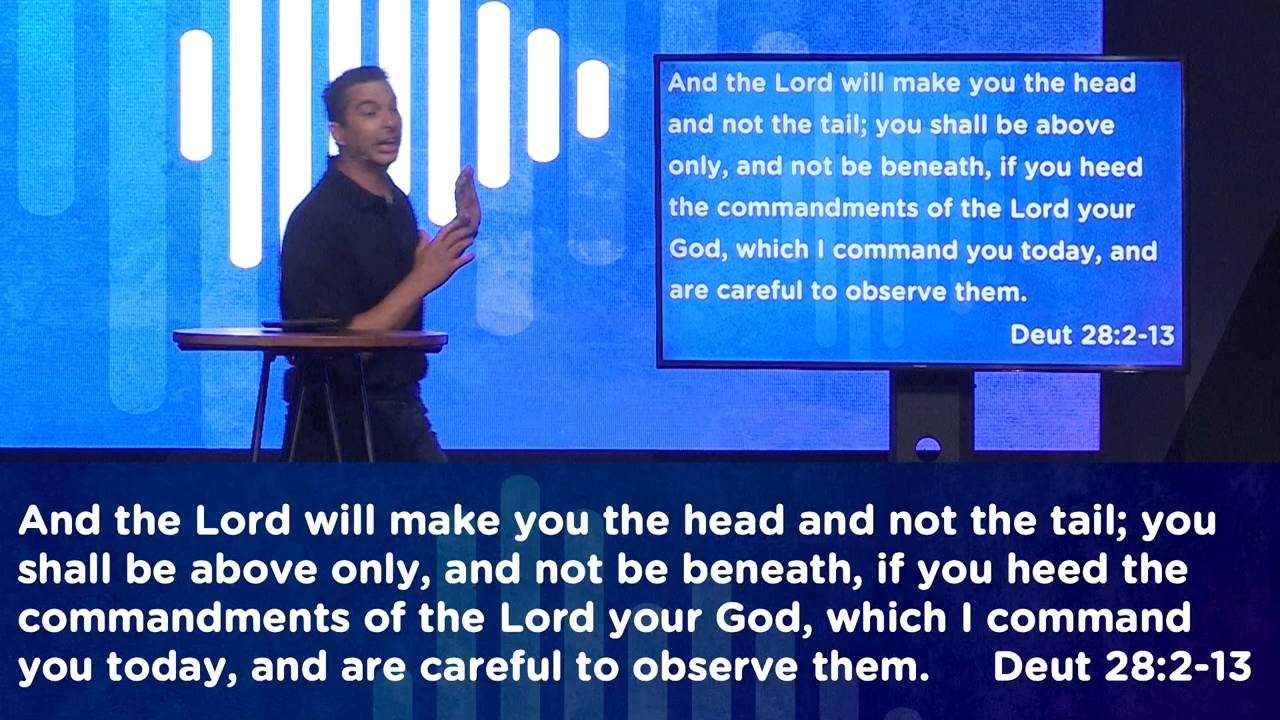 And the Lord will make you the head
and not the tail; you shall be above
only, and not be beneath, if you heed
the commandments of the Lord your
God, which I command you today, and
are careful to observe them.
Deut 28:2-13
And the Lord will make you the head and not the tail; you
shall be above only, and not be beneath, if you heed the
commandments of the Lord your God, which I command
you today, and are careful to observe them. Deut 28:2-13